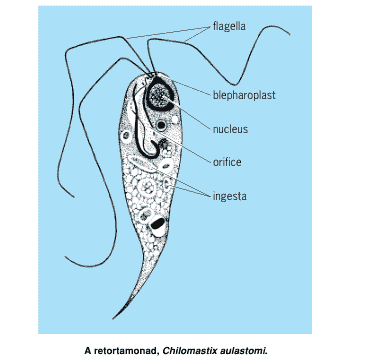 flagella
blepharoplast
nucleus
orifice
ingesta
A retortamonad, Chilomastix aulastomi.